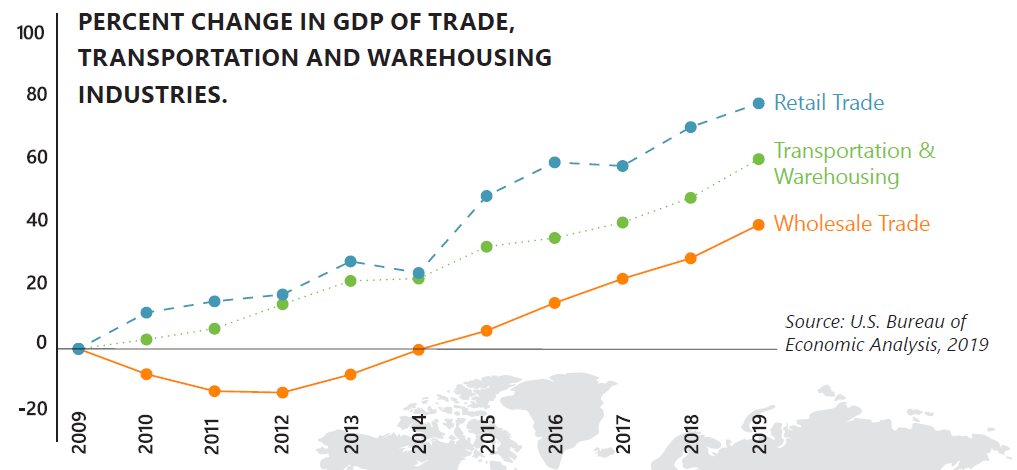 PERCENT CHANGE IN GDP OF TRADE,
TRANSPORTATION AND WAREHOUSING
INDUSTRIES.
100
80
60
40
20
0
-20
Retail Trade
Transportation &
Warehousing
Wholesale Trade
Source: U.S. Bureau of
Economic Analysis, 2019
2009 2010 2011 2012 2013 2014 2015 2016 2017 2018 2019